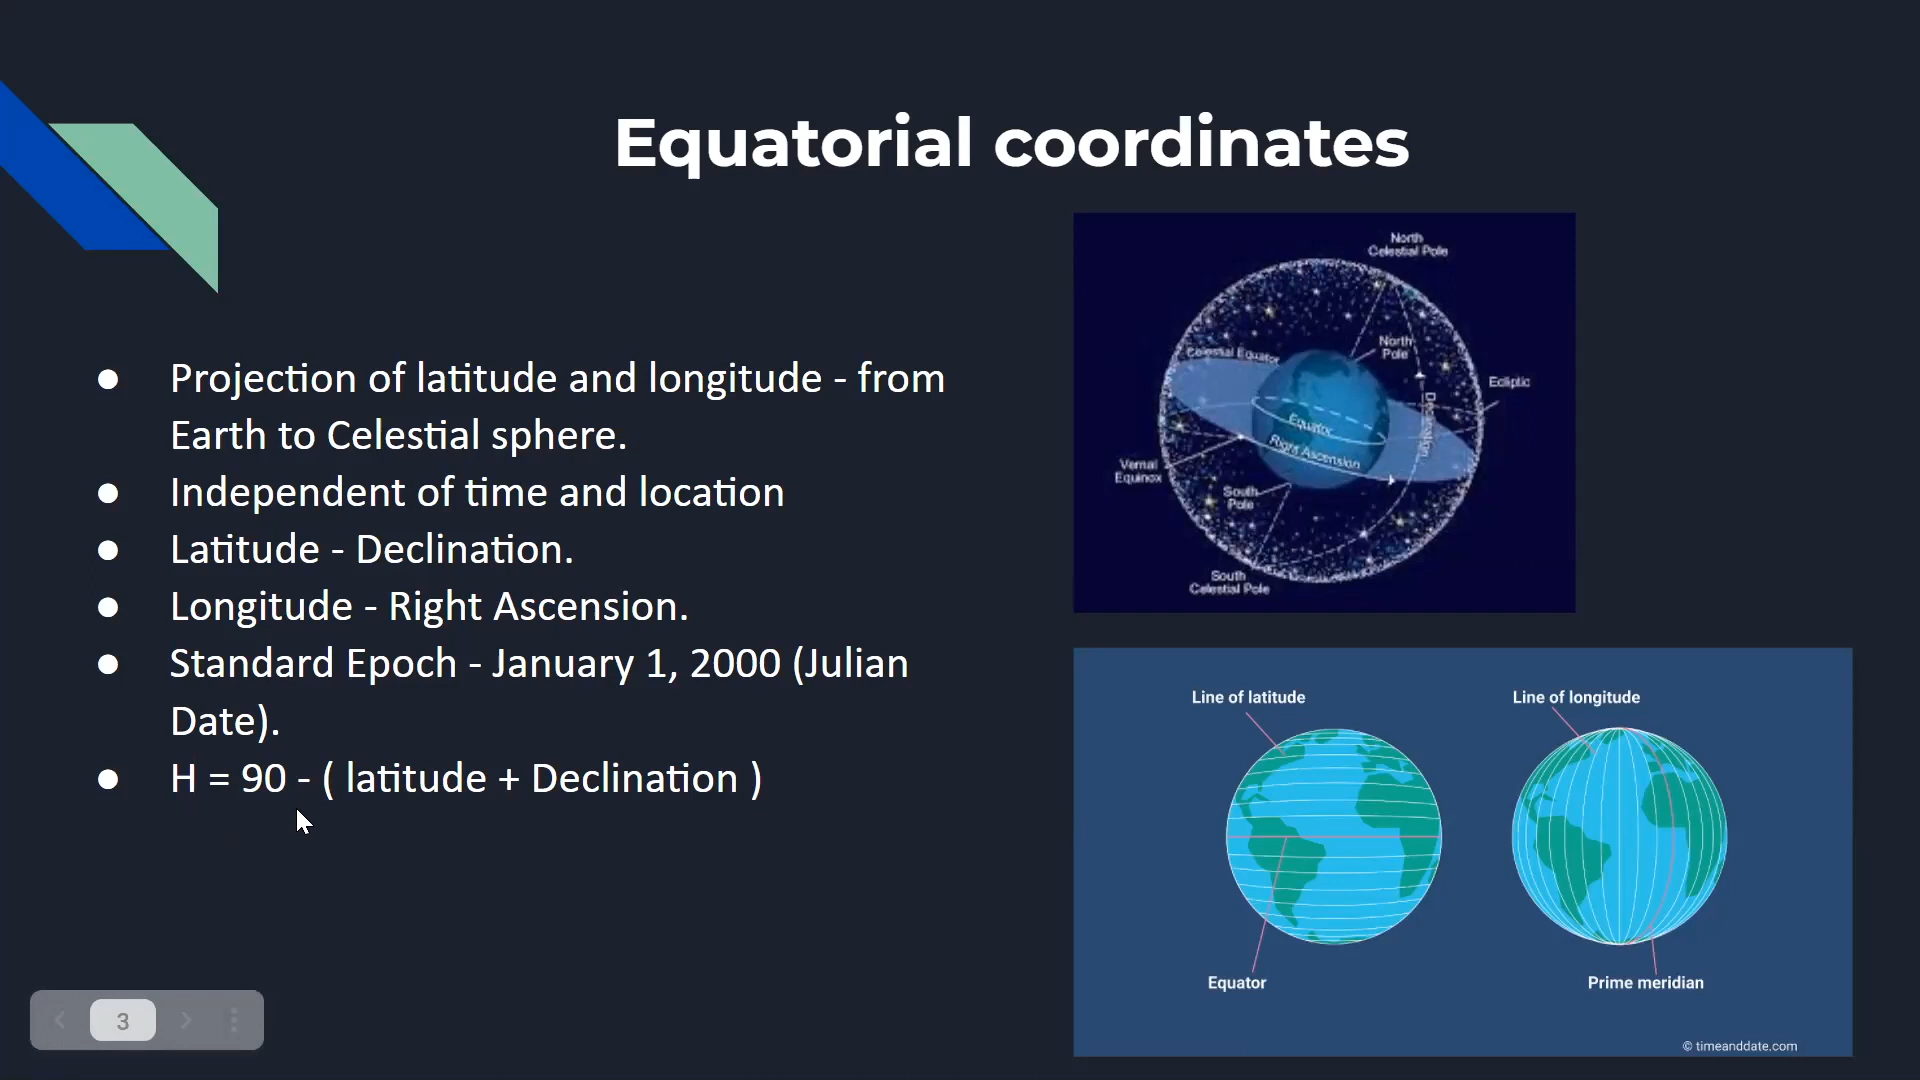 Equatorial coordinates
● Projection of latitude and longitude - from
Earth to Celestial sphere.
● Independent of time and location
● Latitude - Declination.
● Longitude - Right Ascension.
● Standard Epoch - January 1, 2000 (Julian
Date).
● H = 90 - ( latitude + Declination )
North
Celestial Pole
Celestial Equator
North
Pole
Ecliptic
Declination
Equator
Right Ascension
Vernal
Equinox
South
Pole
South
Celestial Pole
Line of latitude
Line of longitude
Equator
Prime meridian
© timeanddate.com
3